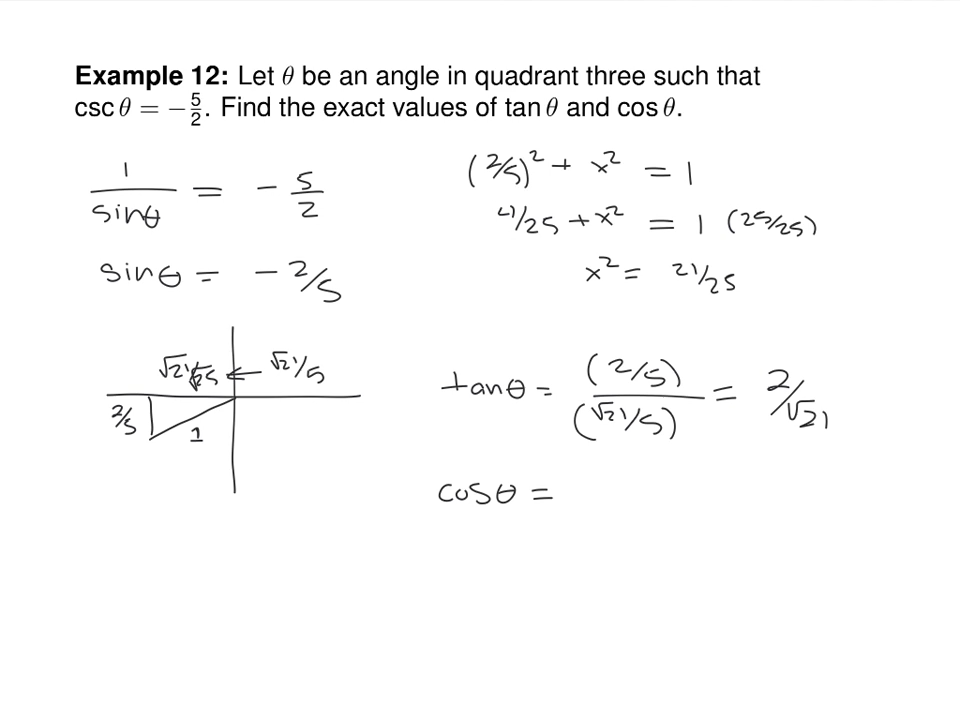 Example 12: Let θ be an angle in quadrant three such that
csc θ = −5/2. Find the exact values of tan θ and cos θ.
1/sinθ = − 5/2
sinθ = − 2/5
(2/5)² + x² = 1
4/25 + x² = 1 (25/25)
x² = 21/25
√21/5 ← √21/5
2/5
1
tanθ = (2/5)/(√21/5) = 2/√21
cosθ =